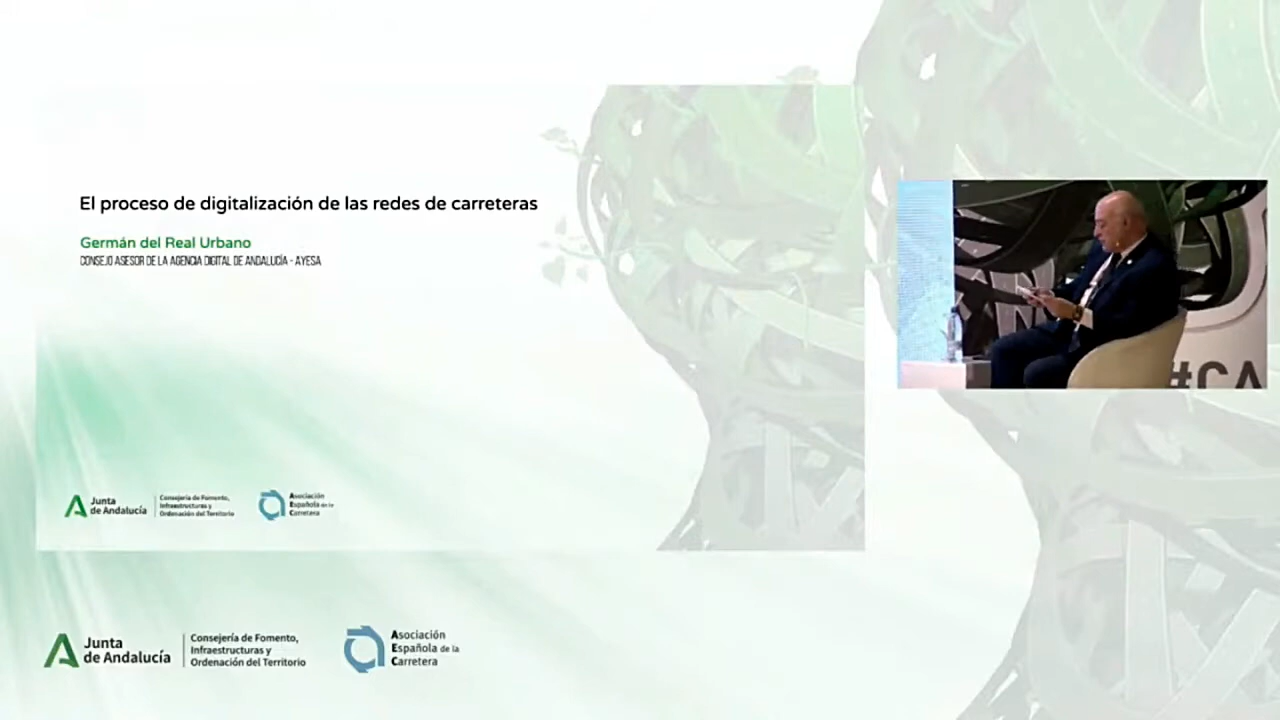 El proceso de digitalización de las redes de carreteras
Germán del Real Urbano
CONSEJO ASESOR DE LA AGENCIA DIGITAL DE ANDALUCÍA - AYESA
#CA
Junta
de Andalucía
Consejería de Fomento,
Infraestructuras y
Ordenación del Territorio
Asociación
Española de la
Carretera
Junta
de Andalucía
Consejería de Fomento,
Infraestructuras y
Ordenación del Territorio
Asociación
Española de la
Carretera